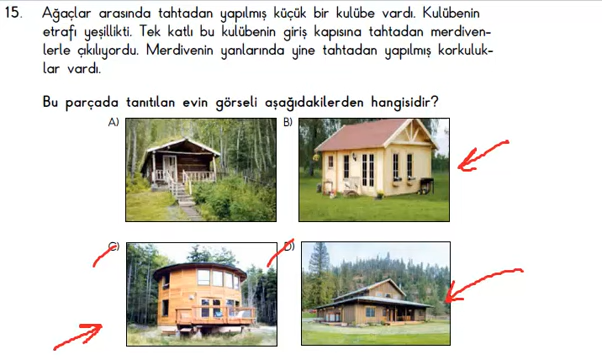 15. Ağaçlar arasında tahtadan yapılmış küçük bir kulübe vardı. Kulübenin
etrafı yeşillikti. Tek katlı bu kulübenin giriş kapısına tahtadan merdiven-
lerle çıkılıyordu. Merdivenin yanlarında yine tahtadan yapılmış korkuluk-
lar vardı.
Bu parçada tanıtılan evin görseli aşağıdakilerden hangisidir?
A) B)
C) D)